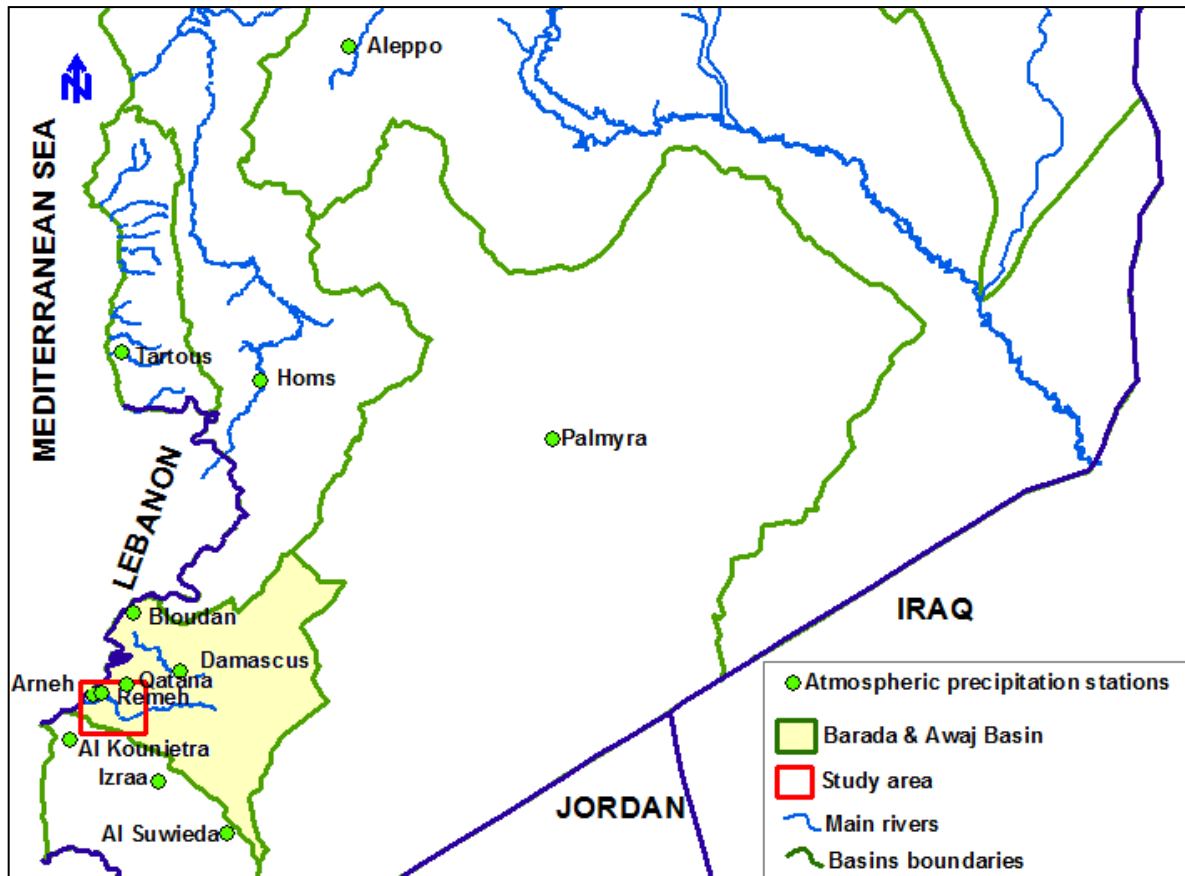 Aleppo
N
MEDITERRANEAN SEA
Tartous
Homs
Palmyra
LEBANON
Bloudan
IRAQ
Damascus
Arneh
Qatana
Remeh
Al Kounietra
Izraa
JORDAN
Al Suwieda
Atmospheric precipitation stations
Barada & Awaj Basin
Study area
Main rivers
Basins boundaries